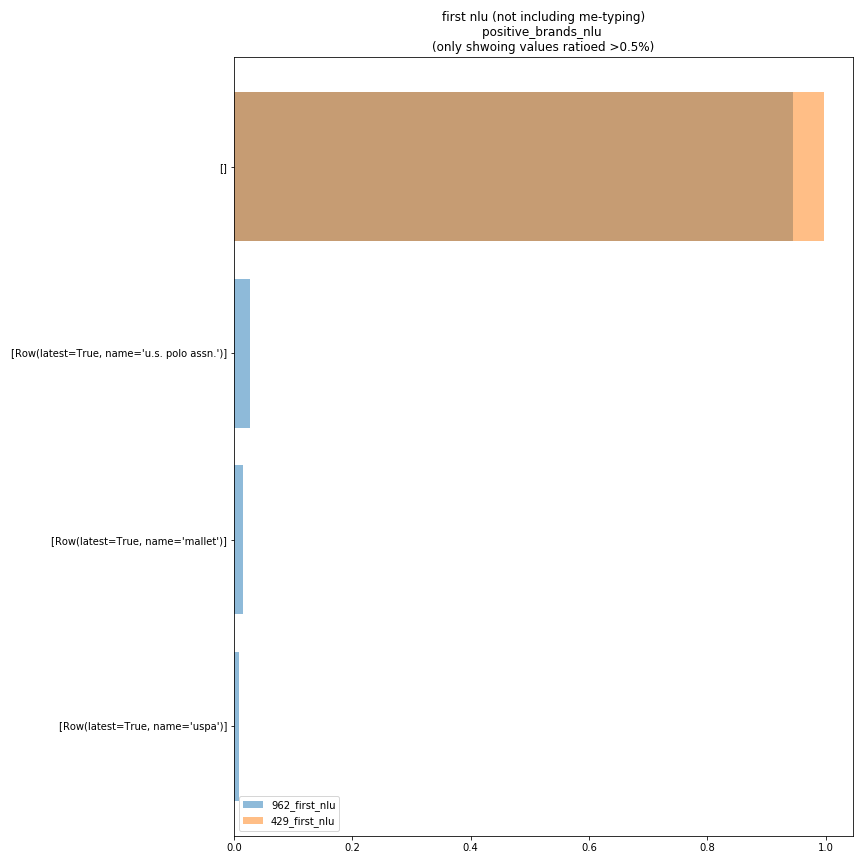 first nlu (not including me-typing)
positive_brands_nlu
(only shwoing values ratioed >0.5%)
[]
[Row(latest=True, name='u.s. polo assn.')]
[Row(latest=True, name='mallet')]
[Row(latest=True, name='uspa')]
962_first_nlu
429_first_nlu
0.0 0.2 0.4 0.6 0.8 1.0